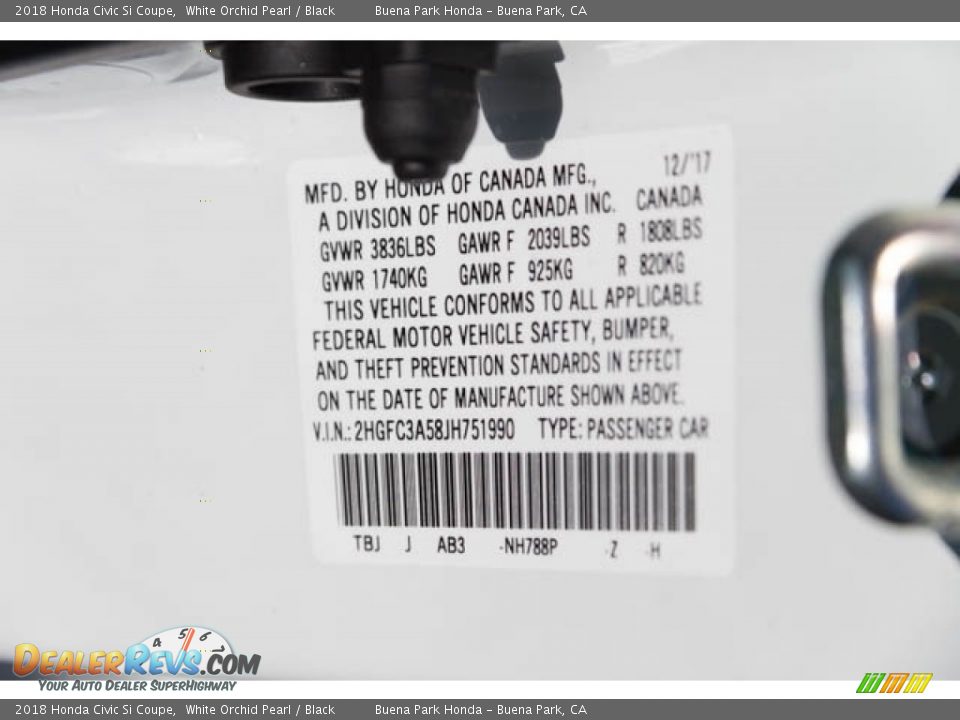 2018 Honda Civic Si Coupe, White Orchid Pearl / Black Buena Park Honda – Buena Park, CA
12/'17
MFD. BY HONDA OF CANADA MFG.,
A DIVISION OF HONDA CANADA INC. CANADA
GVWR 3836LBS GAWR F 2039LBS R 1808LBS
GVWR 1740KG GAWR F 925KG R 820KG
THIS VEHICLE CONFORMS TO ALL APPLICABLE
FEDERAL MOTOR VEHICLE SAFETY, BUMPER,
AND THEFT PREVENTION STANDARDS IN EFFECT
ON THE DATE OF MANUFACTURE SHOWN ABOVE.
V.I.N.: 2HGFC3A58JH751990 TYPE: PASSENGER CAR
TBJ J AB3 -NH788P -Z -H
4 5 6 7
DEALERREVS.COM
YOUR AUTO DEALER SUPERHIGHWAY
2018 Honda Civic Si Coupe, White Orchid Pearl / Black Buena Park Honda – Buena Park, CA